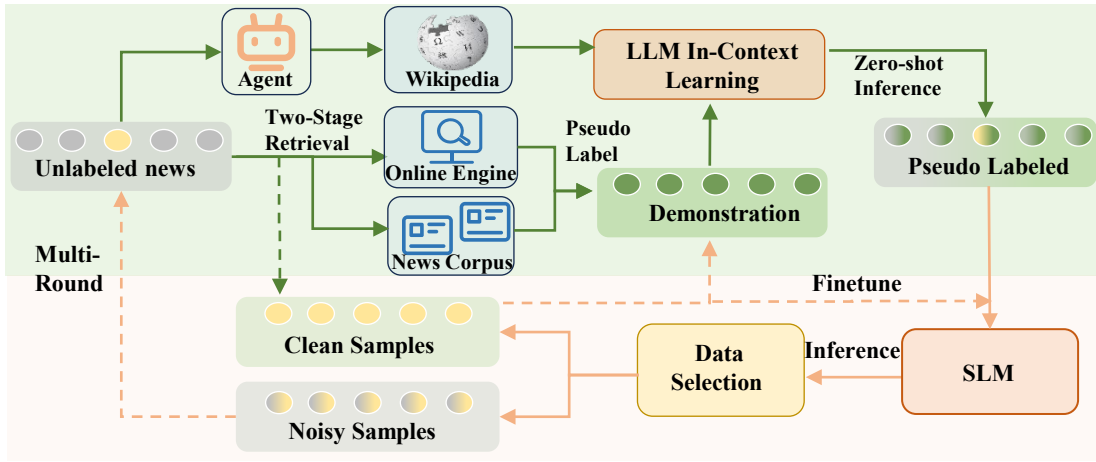 Agent
Wikipedia
LLM In-Context
Learning
Zero-shot
Inference
Two-Stage
Retrieval
Unlabeled news
Online Engine
Pseudo
Label
Pseudo Labeled
Demonstration
News Corpus
Multi-
Round
Finetune
Clean Samples
Data
Selection
Inference
SLM
Noisy Samples